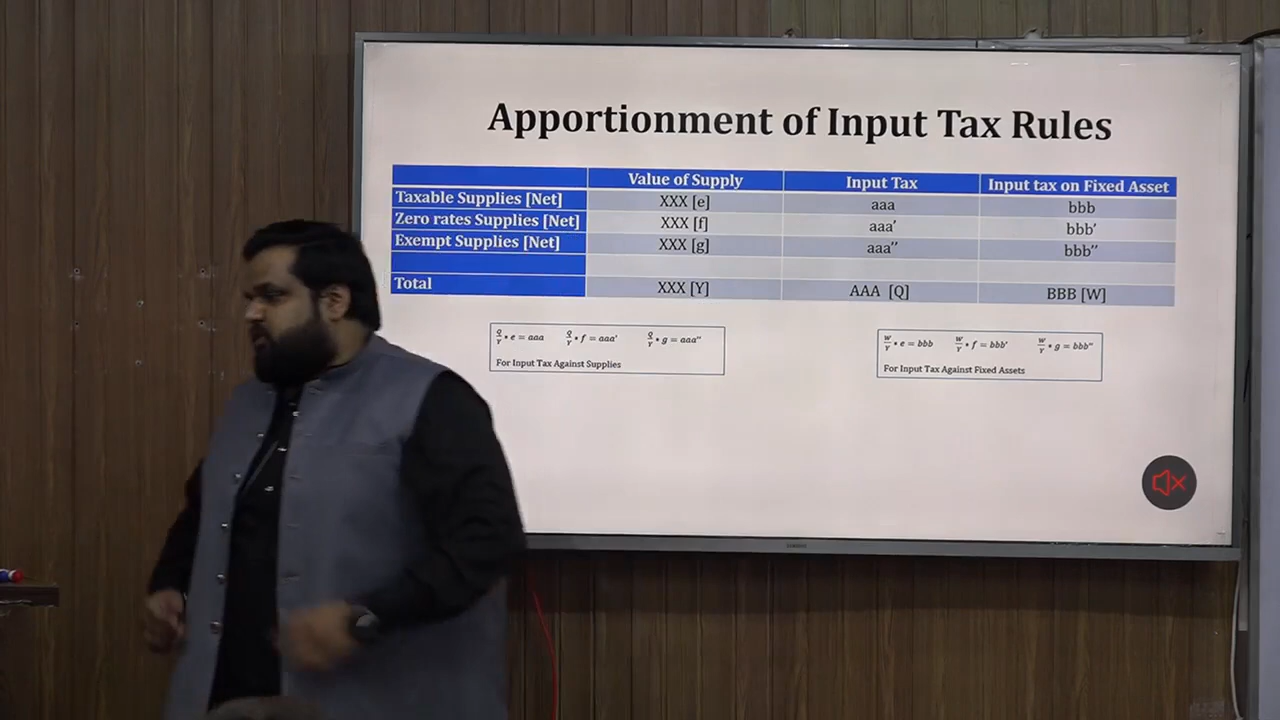 Apportionment of Input Tax Rules
Value of Supply Input Tax Input tax on Fixed Asset
Taxable Supplies [Net] XXX [e] aaa bbb
Zero rates Supplies [Net] XXX [f] aaa′ bbb′
Exempt Supplies [Net] XXX [g] aaa′′ bbb′′
Total XXX [Y] AAA [Q] BBB [W]
Q/Y * e = aaa Q/Y * f = aaa′ Q/Y * g = aaa′′
For Input Tax Against Supplies
W/Y * e = bbb W/Y * f = bbb′ W/Y * g = bbb′′
For Input Tax Against Fixed Assets